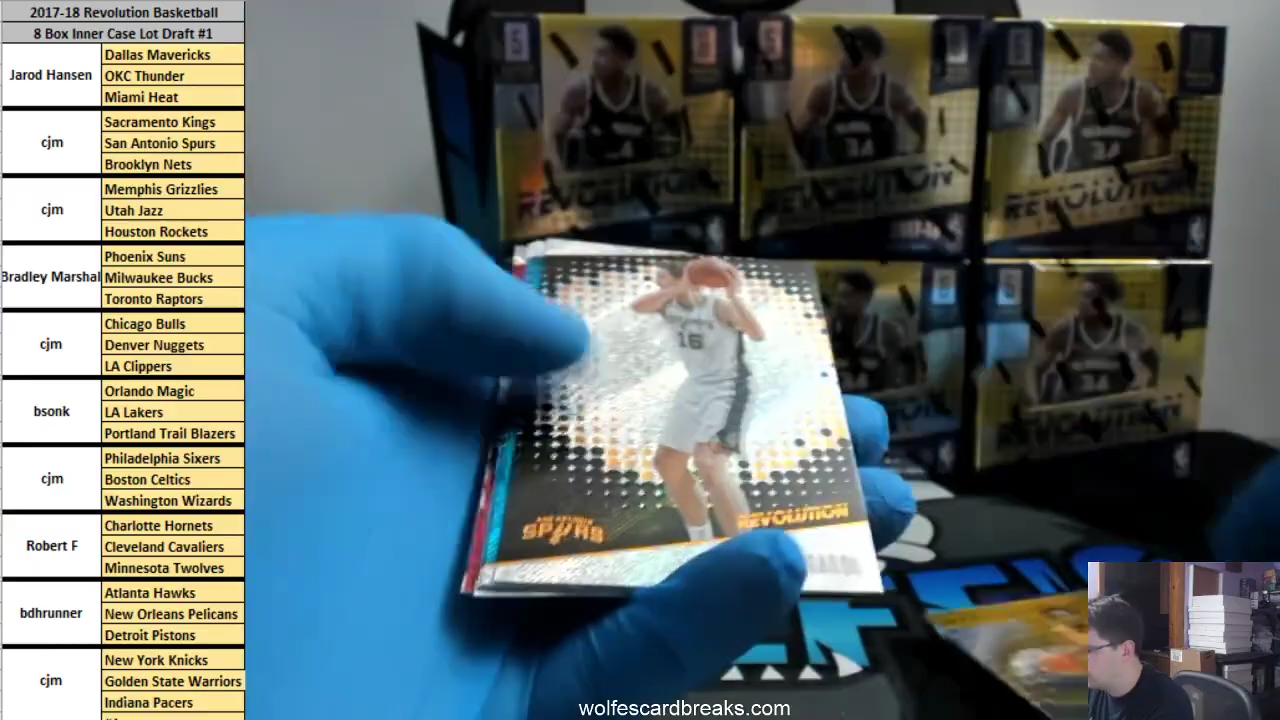 2017-18 Revolution Basketball
8 Box Inner Case Lot Draft #1
Jarod Hansen
Dallas Mavericks
OKC Thunder
Miami Heat
cjm
Sacramento Kings
San Antonio Spurs
Brooklyn Nets
cjm
Memphis Grizzlies
Utah Jazz
Houston Rockets
Bradley Marshal
Phoenix Suns
Milwaukee Bucks
Toronto Raptors
cjm
Chicago Bulls
Denver Nuggets
LA Clippers
bsonk
Orlando Magic
LA Lakers
Portland Trail Blazers
cjm
Philadelphia Sixers
Boston Celtics
Washington Wizards
Robert F
Charlotte Hornets
Cleveland Cavaliers
Minnesota Twolves
bdhrunner
Atlanta Hawks
New Orleans Pelicans
Detroit Pistons
cjm
New York Knicks
Golden State Warriors
Indiana Pacers
REVOLUTION
REVOLUTION
REVOLUTION
16
SPURS
REVOLUTION
wolfescardbreaks.com